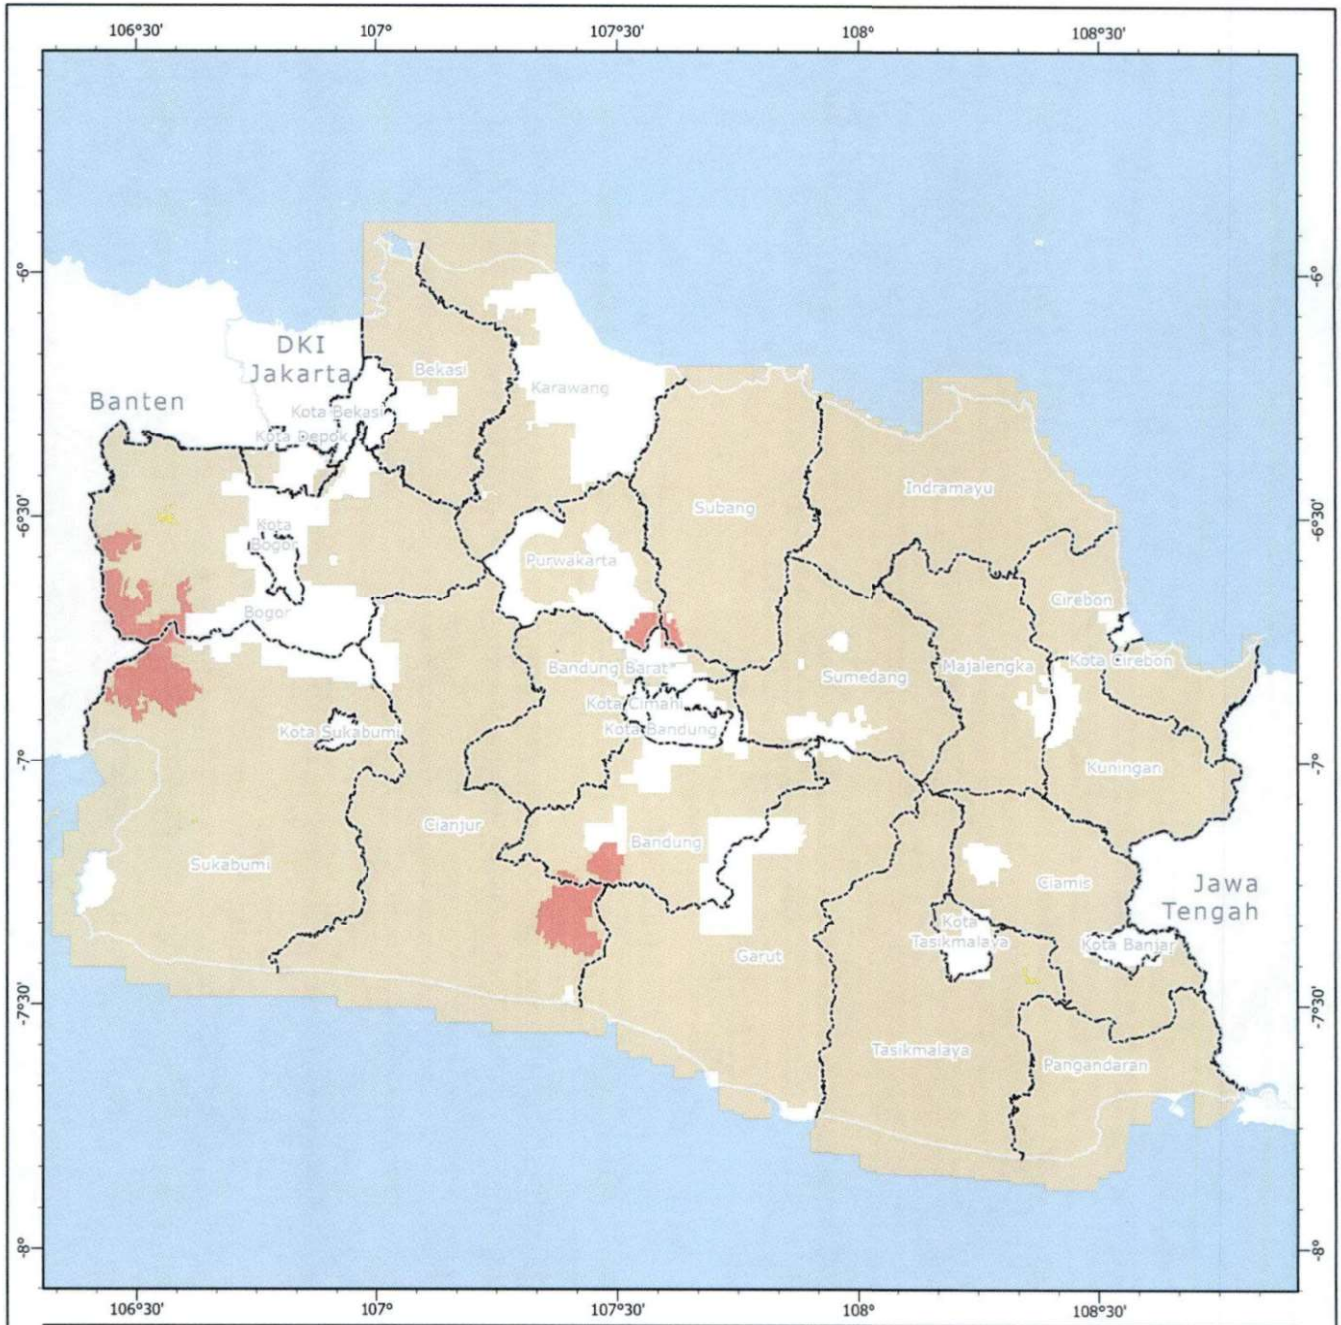 106°30' 107° 107°30' 108° 108°30'
-6° -6°
DKI
Jakarta
Bekasi
Karawang
Banten
Kota Bekasi
Kota Depok
Indramayu
-6°30' -6°30'
Subang
Kota
Bogor
Purwakarta
Cirebon
Bogor
Bandung Barat*
Kota Cirebon
Majalengka
Sumedang
Kota Cimahi
Kota Sukabumi
Kota Bandung
-7° -7°
Kuningan
Cianjur
Bandung
Sukabumi
Ciamis
Jawa
Tengah
Kota
Tasikmalaya
Kota Banjar
Garut
-7°30' -7°30'
Tasikmalaya
Pangandaran
-8° -8°
106°30' 107° 107°30' 108° 108°30'